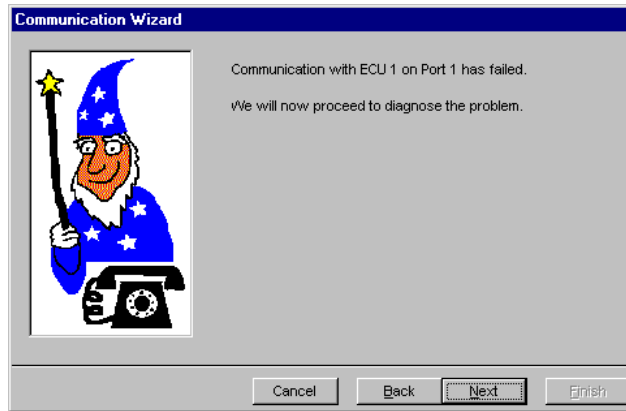 Communication Wizard
Communication with ECU 1 on Port 1 has failed.
We will now proceed to diagnose the problem.
Cancel Back Next Finish